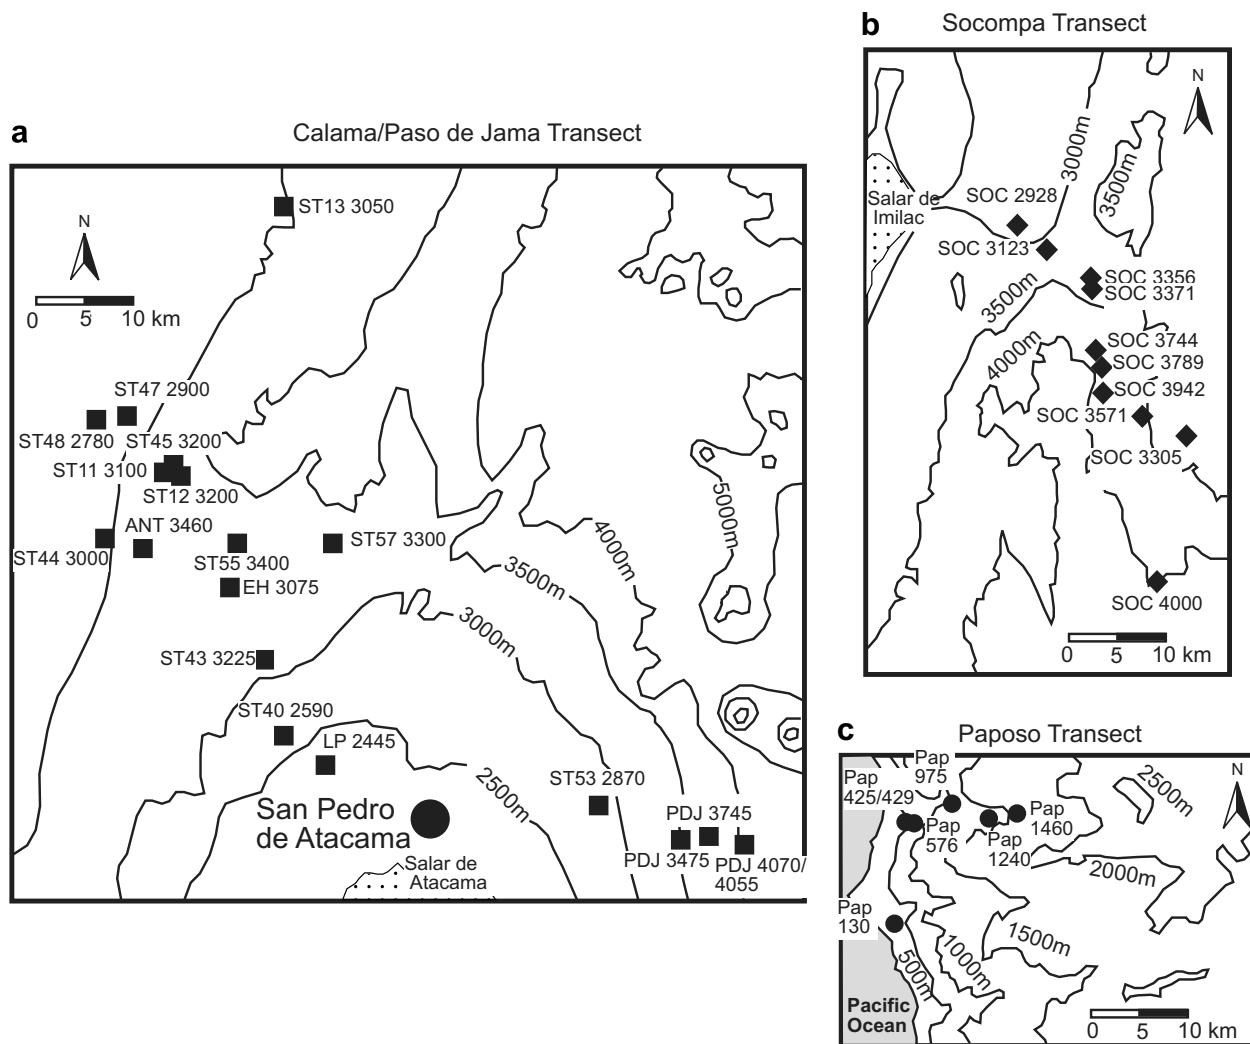 a
Calama/Paso de Jama Transect
N
0 5 10 km
ST13 3050
ST47 2900
ST48 2780
ST45 3200
ST11 3100
ST12 3200
ANT 3460
ST44 3000
ST55 3400
ST57 3300
EH 3075
ST43 3225
ST40 2590
LP 2445
San Pedro
de Atacama
Salar de
Atacama
ST53 2870
PDJ 3745
PDJ 3475
PDJ 4070/
4055
2500m
3000m
3500m
4000m
5000m
b
Socompa Transect
N
3000m
3500m
Salar de
Imilac
SOC 2928
SOC 3123
SOC 3356
SOC 3371
3500m
4000m
SOC 3744
SOC 3789
SOC 3942
SOC 3571
SOC 3305
SOC 4000
0 5 10 km
c
Paposo Transect
N
Pap
975
Pap
425/429
Pap
576
Pap
1240
Pap
1460
Pap
130
2500m
2000m
1500m
1000m
500m
Pacific
Ocean
0 5 10 km